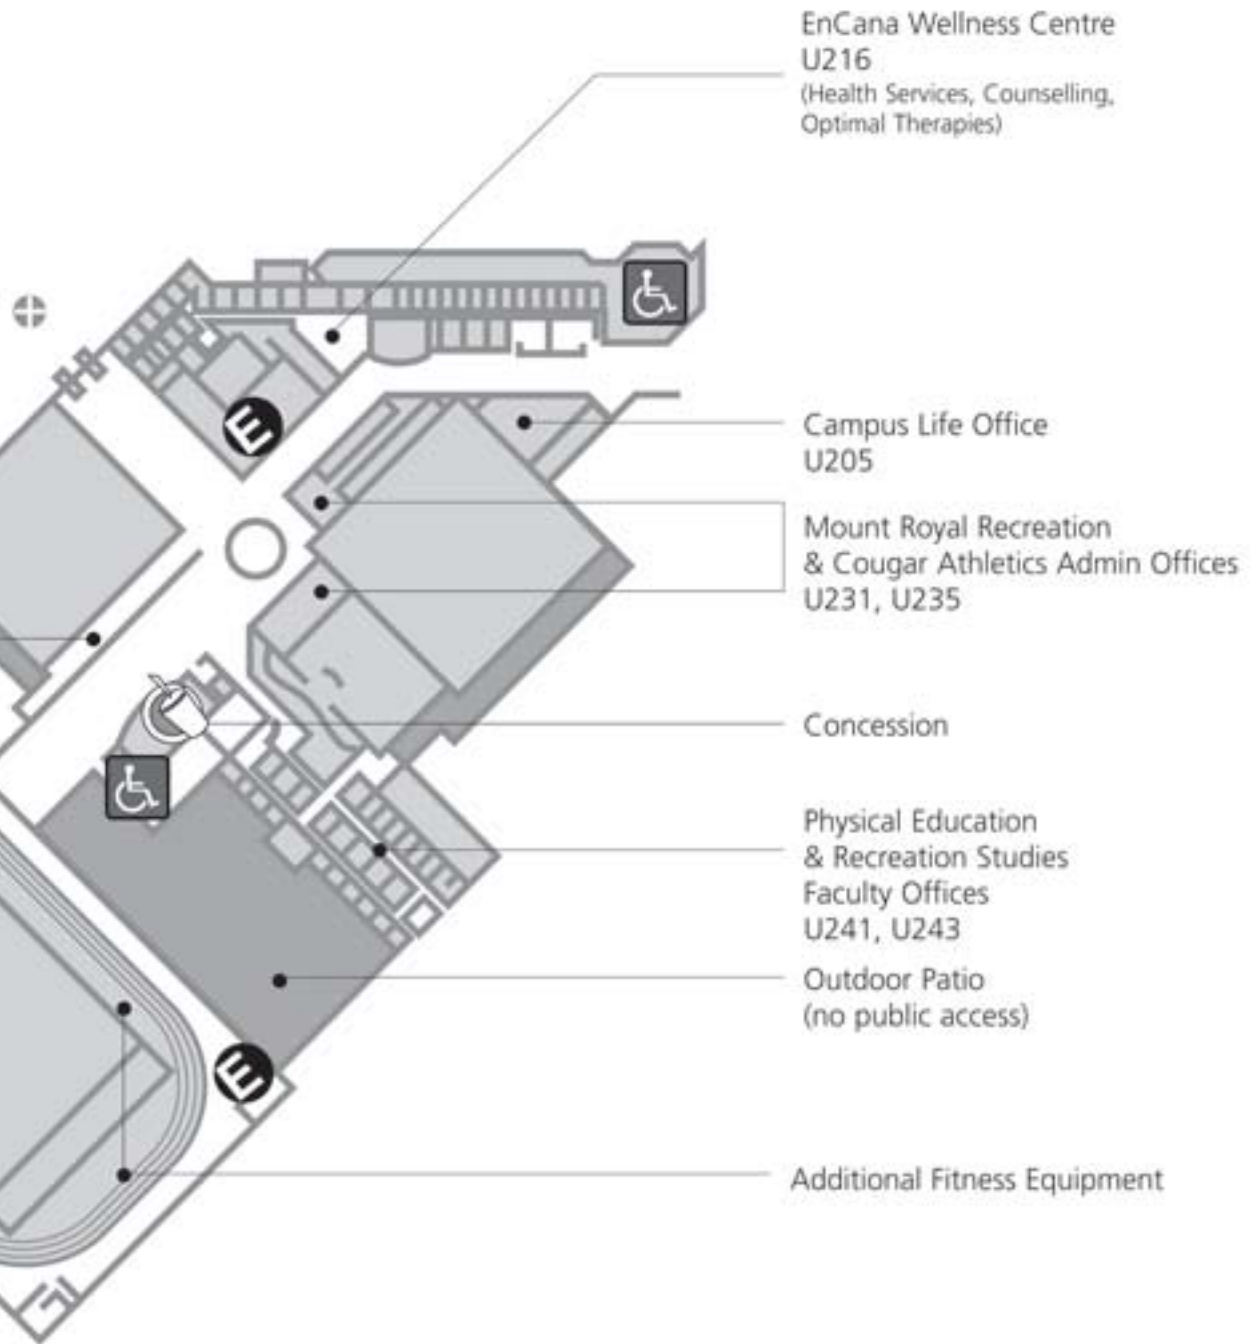 EnCana Wellness Centre
U216
(Health Services, Counselling,
Optimal Therapies)
Campus Life Office
U205
Mount Royal Recreation
& Cougar Athletics Admin Offices
U231, U235
Concession
Physical Education
& Recreation Studies
Faculty Offices
U241, U243
Outdoor Patio
(no public access)
Additional Fitness Equipment
E
E